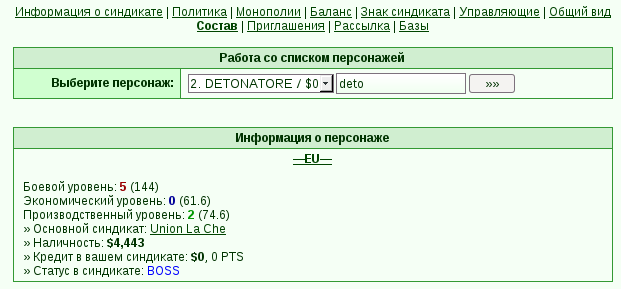 Информация о синдикате | Политика | Монополии | Баланс | Знак синдиката | Управляющие | Общий вид
Состав | Приглашения | Рассылка | Базы
Работа со списком персонажей
Выберите персонаж: 2. DETONATORE / $0 deto »»
Информация о персонаже
—EU—
Боевой уровень: 5 (144)
Экономический уровень: 0 (61.6)
Производственный уровень: 2 (74.6)
» Основной синдикат: Union La Che
» Наличность: $4,443
» Кредит в вашем синдикате: $0, 0 PTS
» Статус в синдикате: BOSS